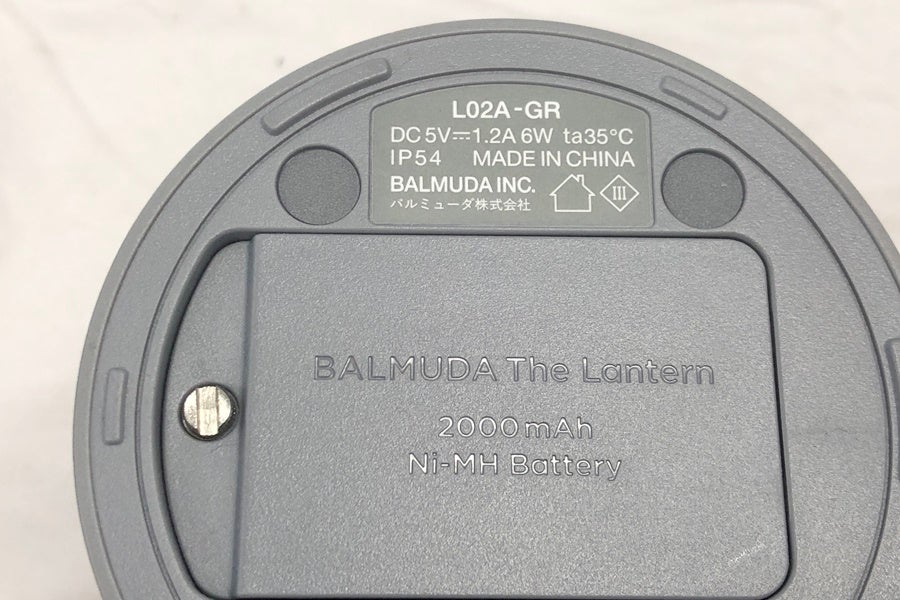 L02A-GR
DC 5V⎓1.2A 6W ta35°C
IP54 MADE IN CHINA
BALMUDA INC.
バルミューダ株式会社
III
BALMUDA The Lantern
2000mAh
Ni-MH Battery